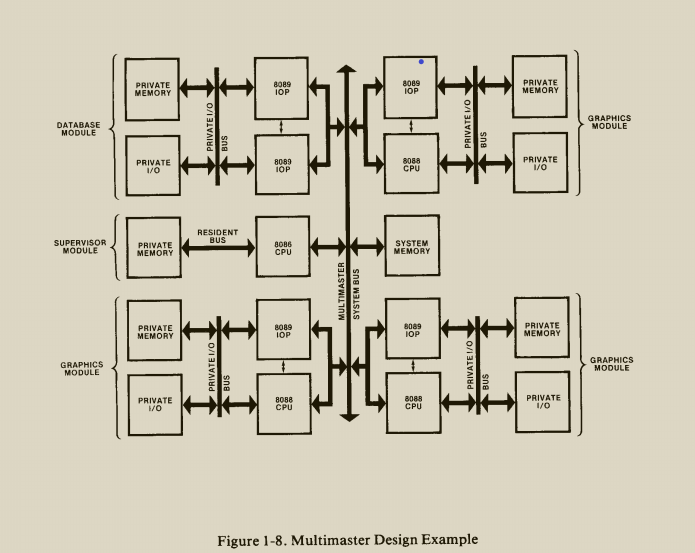 PRIVATE
MEMORY
PRIVATE
I/O
DATABASE
MODULE
PRIVATE I/O
BUS
8089
IOP
8089
IOP
8089
IOP
8088
CPU
PRIVATE I/O
BUS
PRIVATE
MEMORY
PRIVATE
I/O
GRAPHICS
MODULE
SUPERVISOR
MODULE
PRIVATE
MEMORY
RESIDENT
BUS
8086
CPU
SYSTEM
MEMORY
MULTIMASTER
SYSTEM BUS
GRAPHICS
MODULE
PRIVATE
MEMORY
PRIVATE
I/O
PRIVATE I/O
BUS
8089
IOP
8088
CPU
8089
IOP
8088
CPU
PRIVATE I/O
BUS
PRIVATE
MEMORY
PRIVATE
I/O
GRAPHICS
MODULE
Figure 1-8. Multimaster Design Example